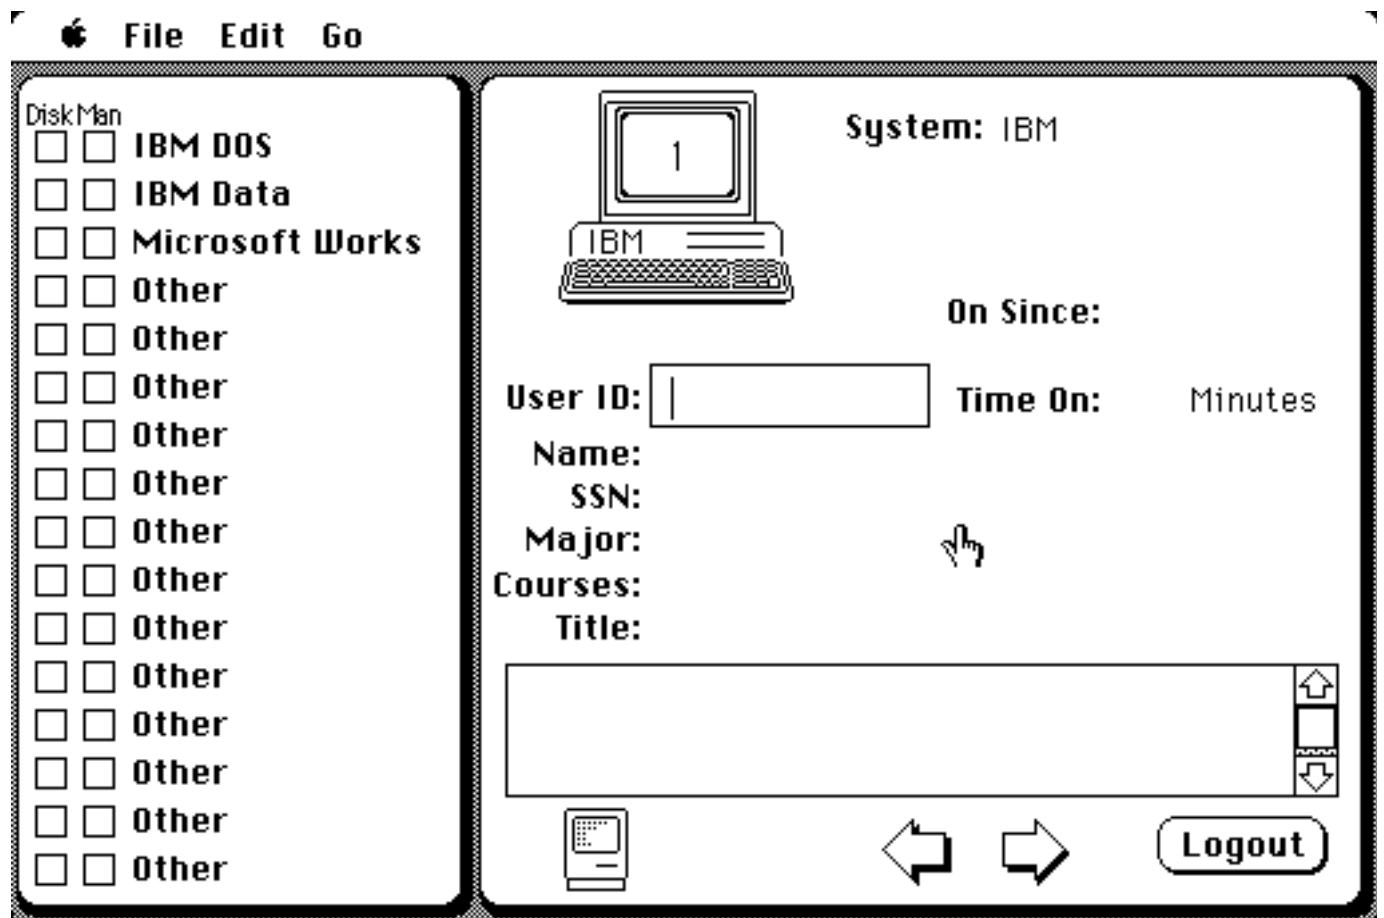 File Edit Go
Disk Man
IBM DOS
IBM Data
Microsoft Works
Other
Other
Other
Other
Other
Other
Other
Other
Other
Other
Other
Other
Other
1
IBM
System: IBM
On Since:
User ID:
Time On: Minutes
Name:
SSN:
Major:
Courses:
Title:
Logout